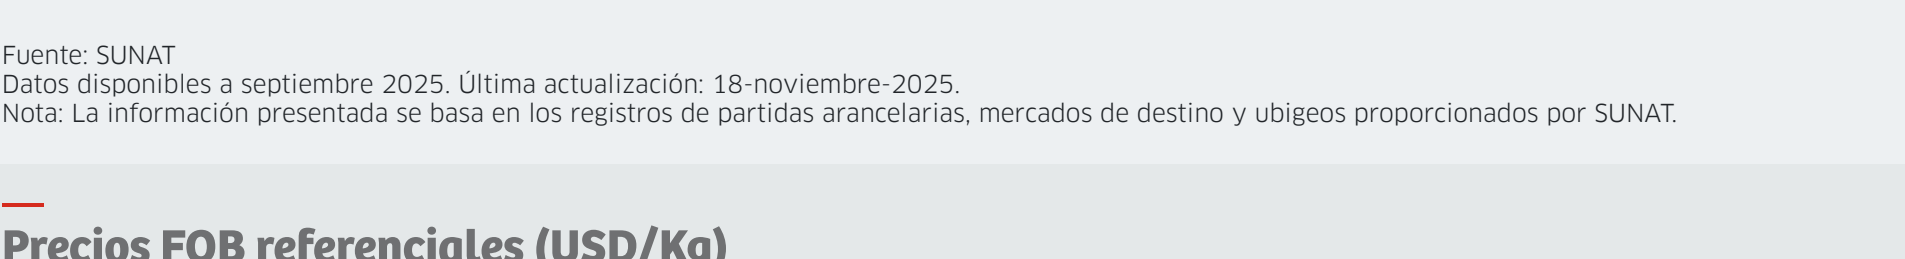 Fuente: SUNAT
Datos disponibles a septiembre 2025. Última actualización: 18-noviembre-2025.
Nota: La información presentada se basa en los registros de partidas arancelarias, mercados de destino y ubigeos proporcionados por SUNAT.
Precios FOB referenciales (USD/Kg)